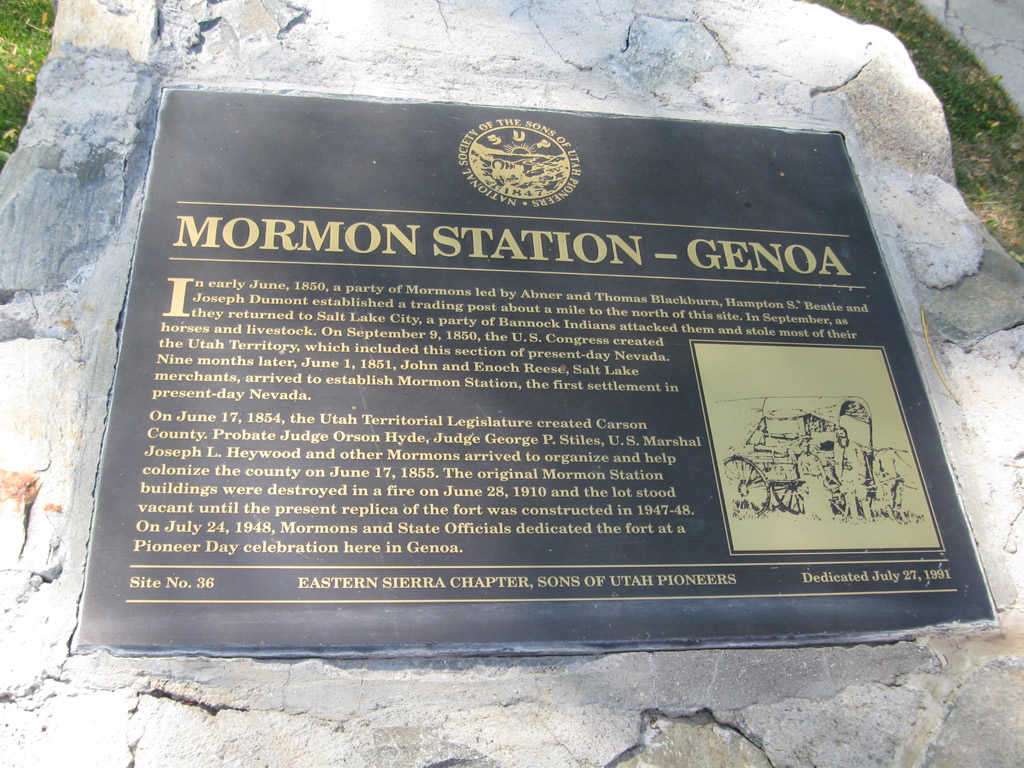 NATIONAL SOCIETY OF THE SONS OF UTAH PIONEERS
SUP
1847
MORMON STATION – GENOA
In early June, 1850, a party of Mormons led by Abner and Thomas Blackburn, Hampton S. Beatie and
Joseph Dumont established a trading post about a mile to the north of this site. In September, as
they returned to Salt Lake City, a party of Bannock Indians attacked them and stole most of their
horses and livestock. On September 9, 1850, the U.S. Congress created
the Utah Territory, which included this section of present-day Nevada.
Nine months later, June 1, 1851, John and Enoch Reese, Salt Lake
merchants, arrived to establish Mormon Station, the first settlement in
present-day Nevada.
On June 17, 1854, the Utah Territorial Legislature created Carson
County. Probate Judge Orson Hyde, Judge George P. Stiles, U.S. Marshal
Joseph L. Heywood and other Mormons arrived to organize and help
colonize the county on June 17, 1855. The original Mormon Station
buildings were destroyed in a fire on June 28, 1910 and the lot stood
vacant until the present replica of the fort was constructed in 1947-48.
On July 24, 1948, Mormons and State Officials dedicated the fort at a
Pioneer Day celebration here in Genoa.
Site No. 36 EASTERN SIERRA CHAPTER, SONS OF UTAH PIONEERS Dedicated July 27, 1991